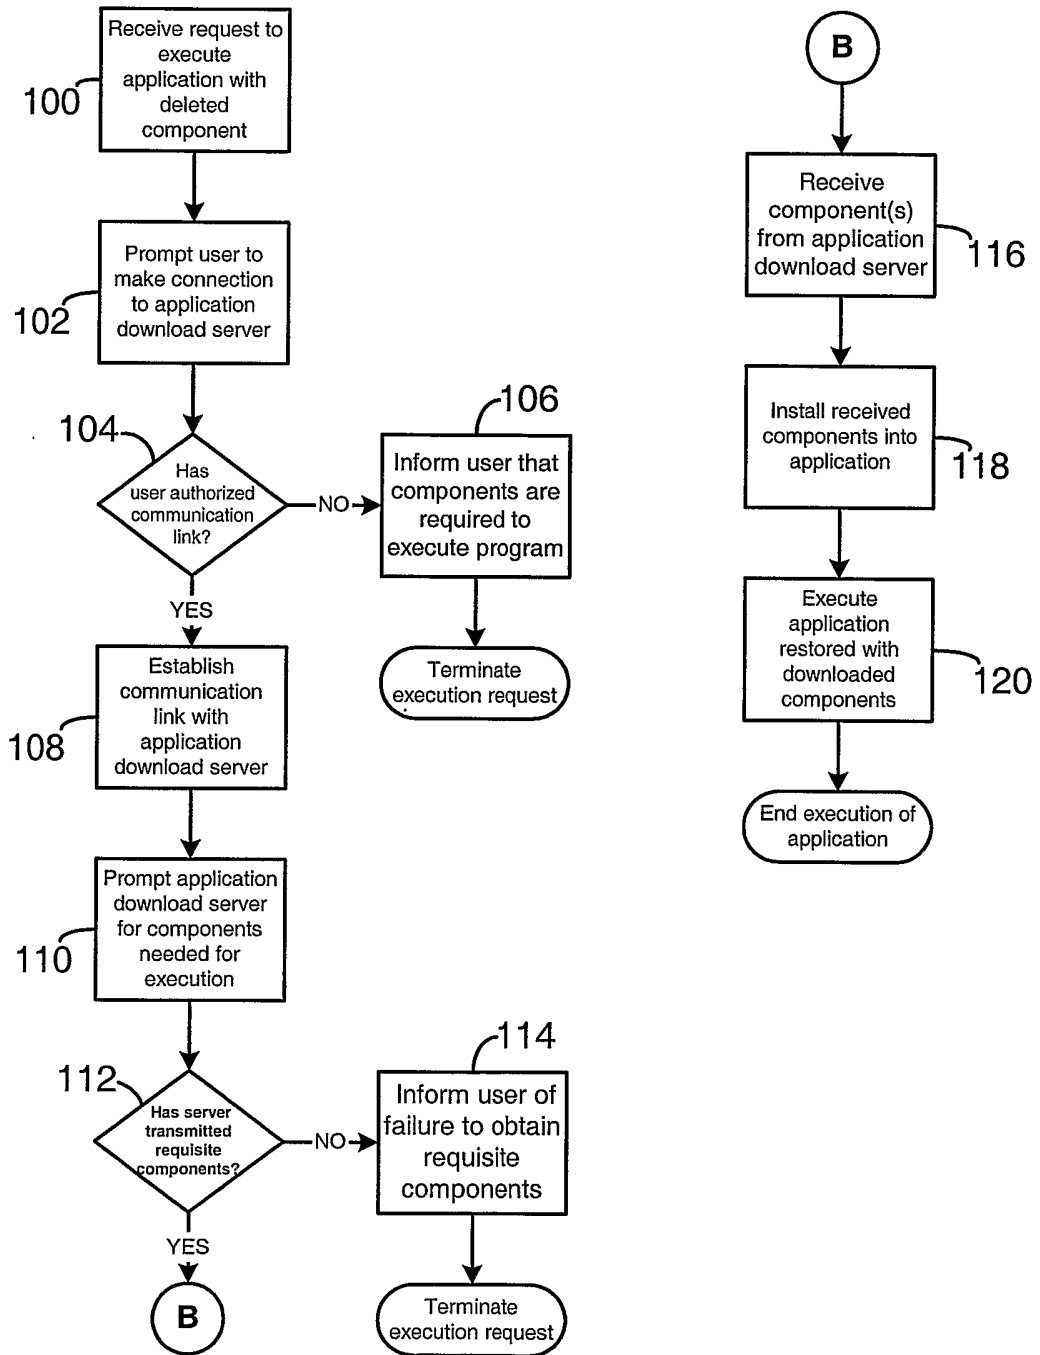 100
Receive request to
execute
application with
deleted
component
102
Prompt user to
make connection
to application
download server
104
Has
user authorized
communication
link?
NO
106
Inform user that
components are
required to
execute program
Terminate
execution request
YES
108
Establish
communication
link with
application
download server
110
Prompt application
download server
for components
needed for
execution
112
Has server
transmitted
requisite
components?
NO
114
Inform user of
failure to obtain
requisite
components
Terminate
execution request
YES
B
B
Receive
component(s)
from application
download server
116
Install received
components into
application
118
Execute
application
restored with
downloaded
components
120
End execution of
application